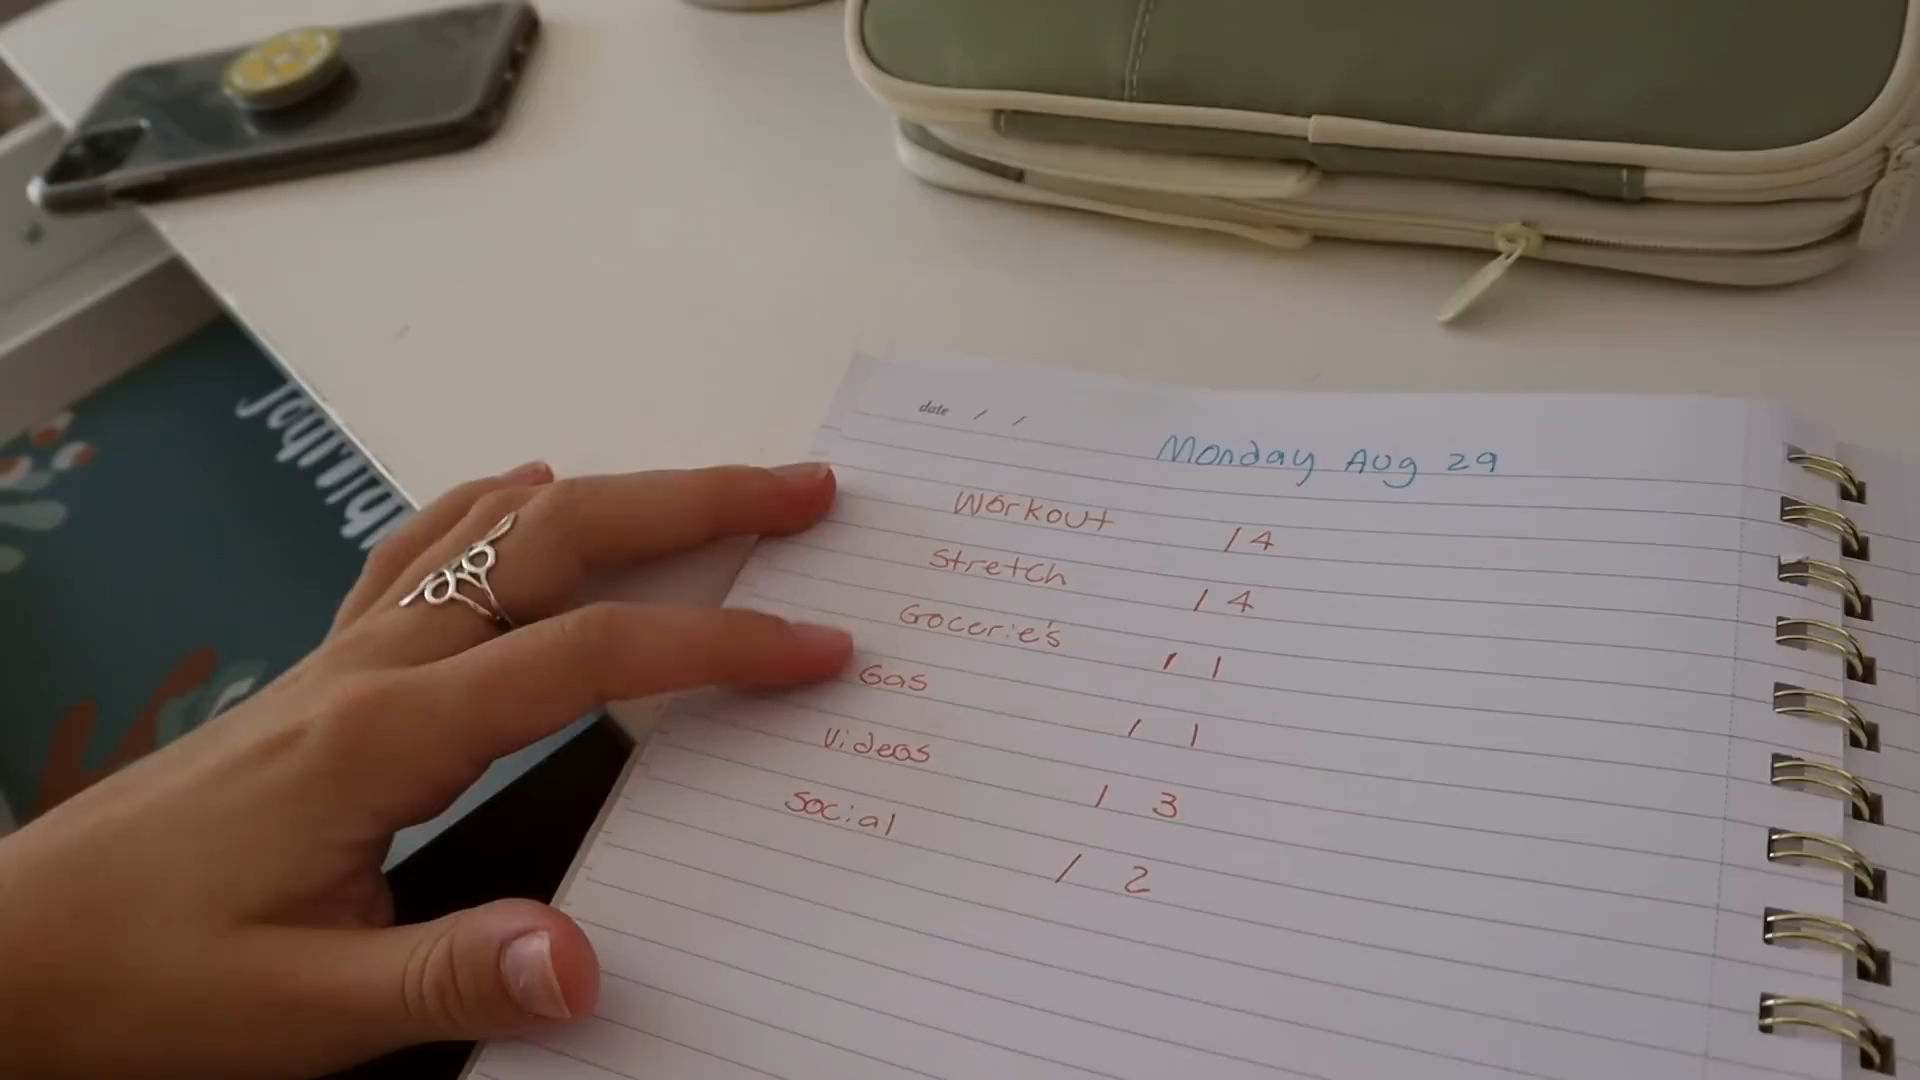 date / /
Monday Aug 29
Workout / 4
Stretch / 4
Gocerie's / 1
Gas / 1
Videos / 3
Social / 2